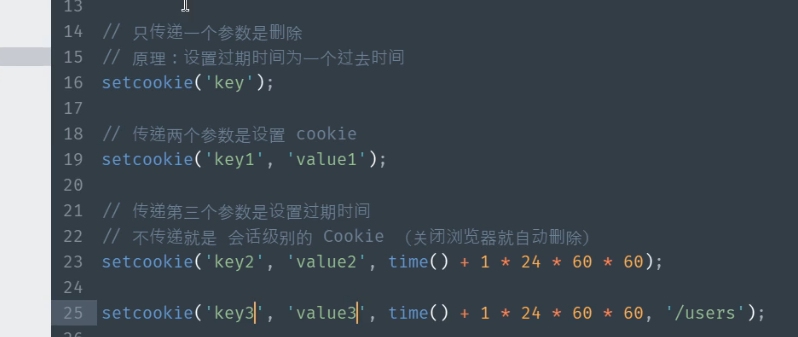 13
14 // 只传递一个参数是删除
15 // 原理：设置过期时间为一个过去时间
16 setcookie('key');
17
18 // 传递两个参数是设置 cookie
19 setcookie('key1', 'value1');
20
21 // 传递第三个参数是设置过期时间
22 // 不传递就是 会话级别的 Cookie （关闭浏览器就自动删除）
23 setcookie('key2', 'value2', time() + 1 * 24 * 60 * 60);
24
25 setcookie('key3', 'value3', time() + 1 * 24 * 60 * 60, '/users');
26